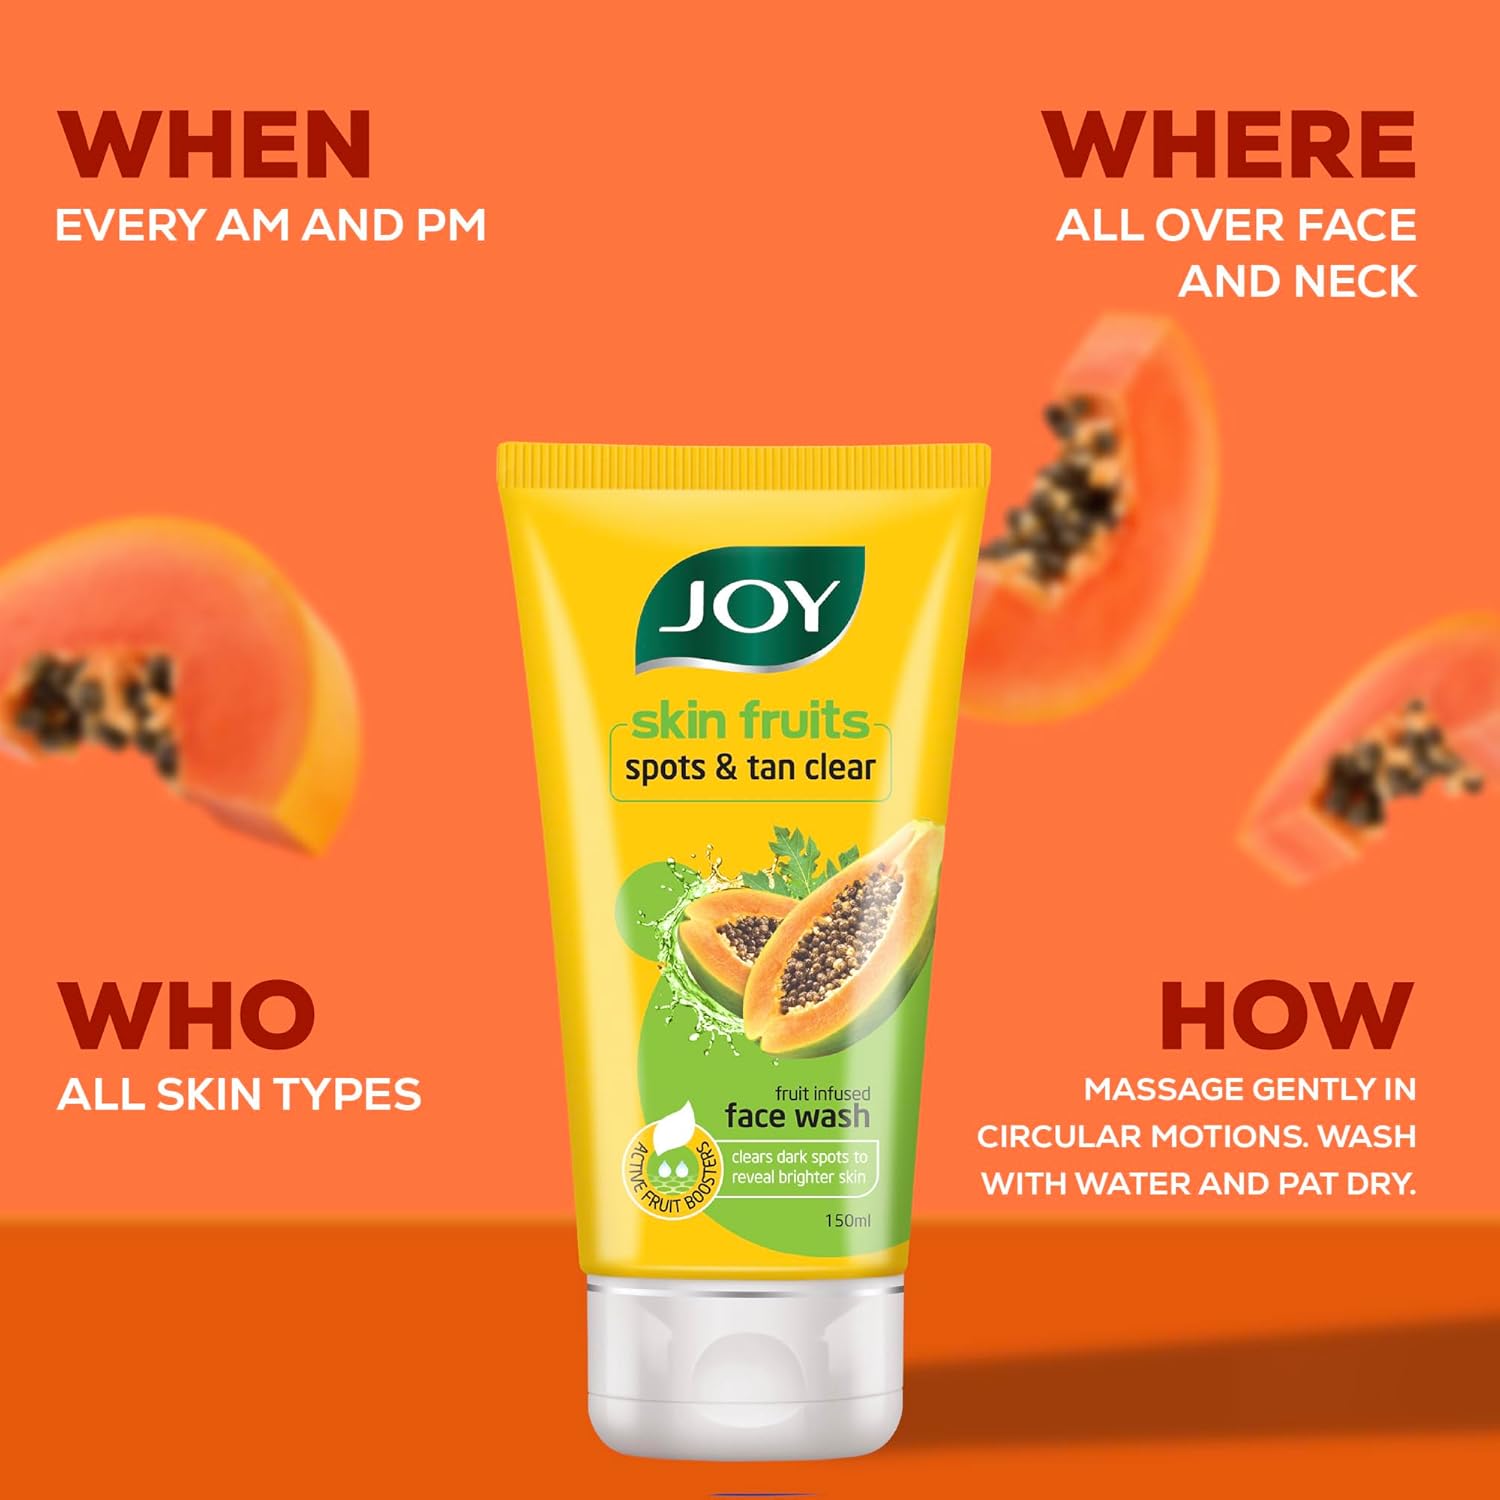 WHEN
EVERY AM AND PM
WHERE
ALL OVER FACE
AND NECK
JOY
skin fruits
spots & tan clear
WHO
ALL SKIN TYPES
HOW
MASSAGE GENTLY IN
CIRCULAR MOTIONS. WASH
WITH WATER AND PAT DRY.
fruit infused
face wash
clears dark spots to
reveal brighter skin
ACTIVE FRUIT BOOSTERS
150ml